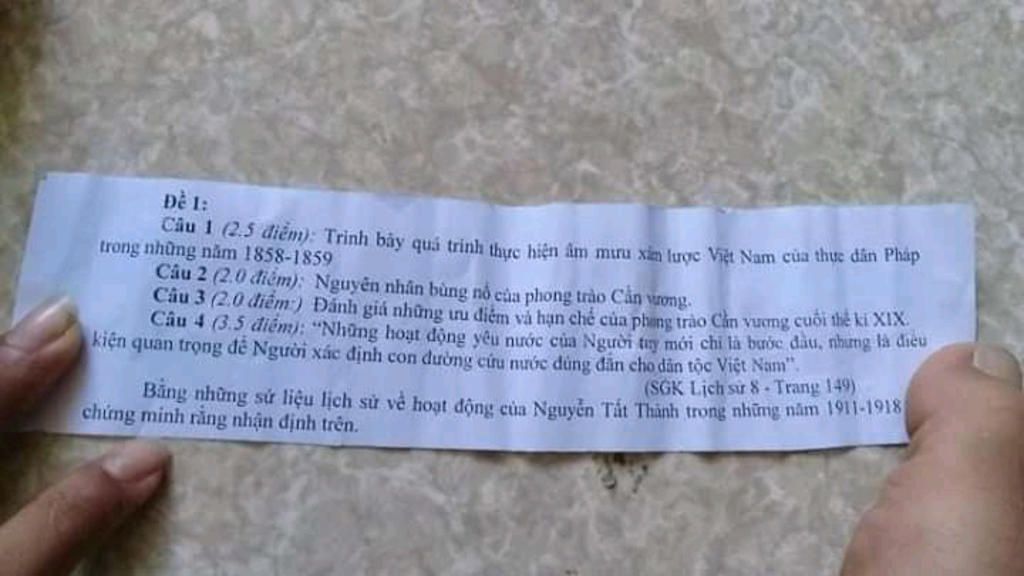 Đề 1:
Câu 1 (2.5 điểm): Trình bày quá trình thực hiện âm mưu xâm lược Việt Nam của thực dân Pháp
trong những năm 1858-1859
Câu 2 (2.0 điểm): Nguyên nhân bùng nổ của phong trào Cần vương.
Câu 3 (2.0 điểm:) Đánh giá những ưu điểm và hạn chế của phong trào Cần vương cuối thế kỉ XIX.
Câu 4 (3.5 điểm): “Những hoạt động yêu nước của Người tuy mới chỉ là bước đầu, nhưng là điều
kiện quan trọng để Người xác định con đường cứu nước đúng đắn cho dân tộc Việt Nam”.
(SGK Lịch sử 8 - Trang 149)
Bằng những sử liệu lịch sử về hoạt động của Nguyễn Tất Thành trong những năm 1911-1918
chứng minh rằng nhận định trên.